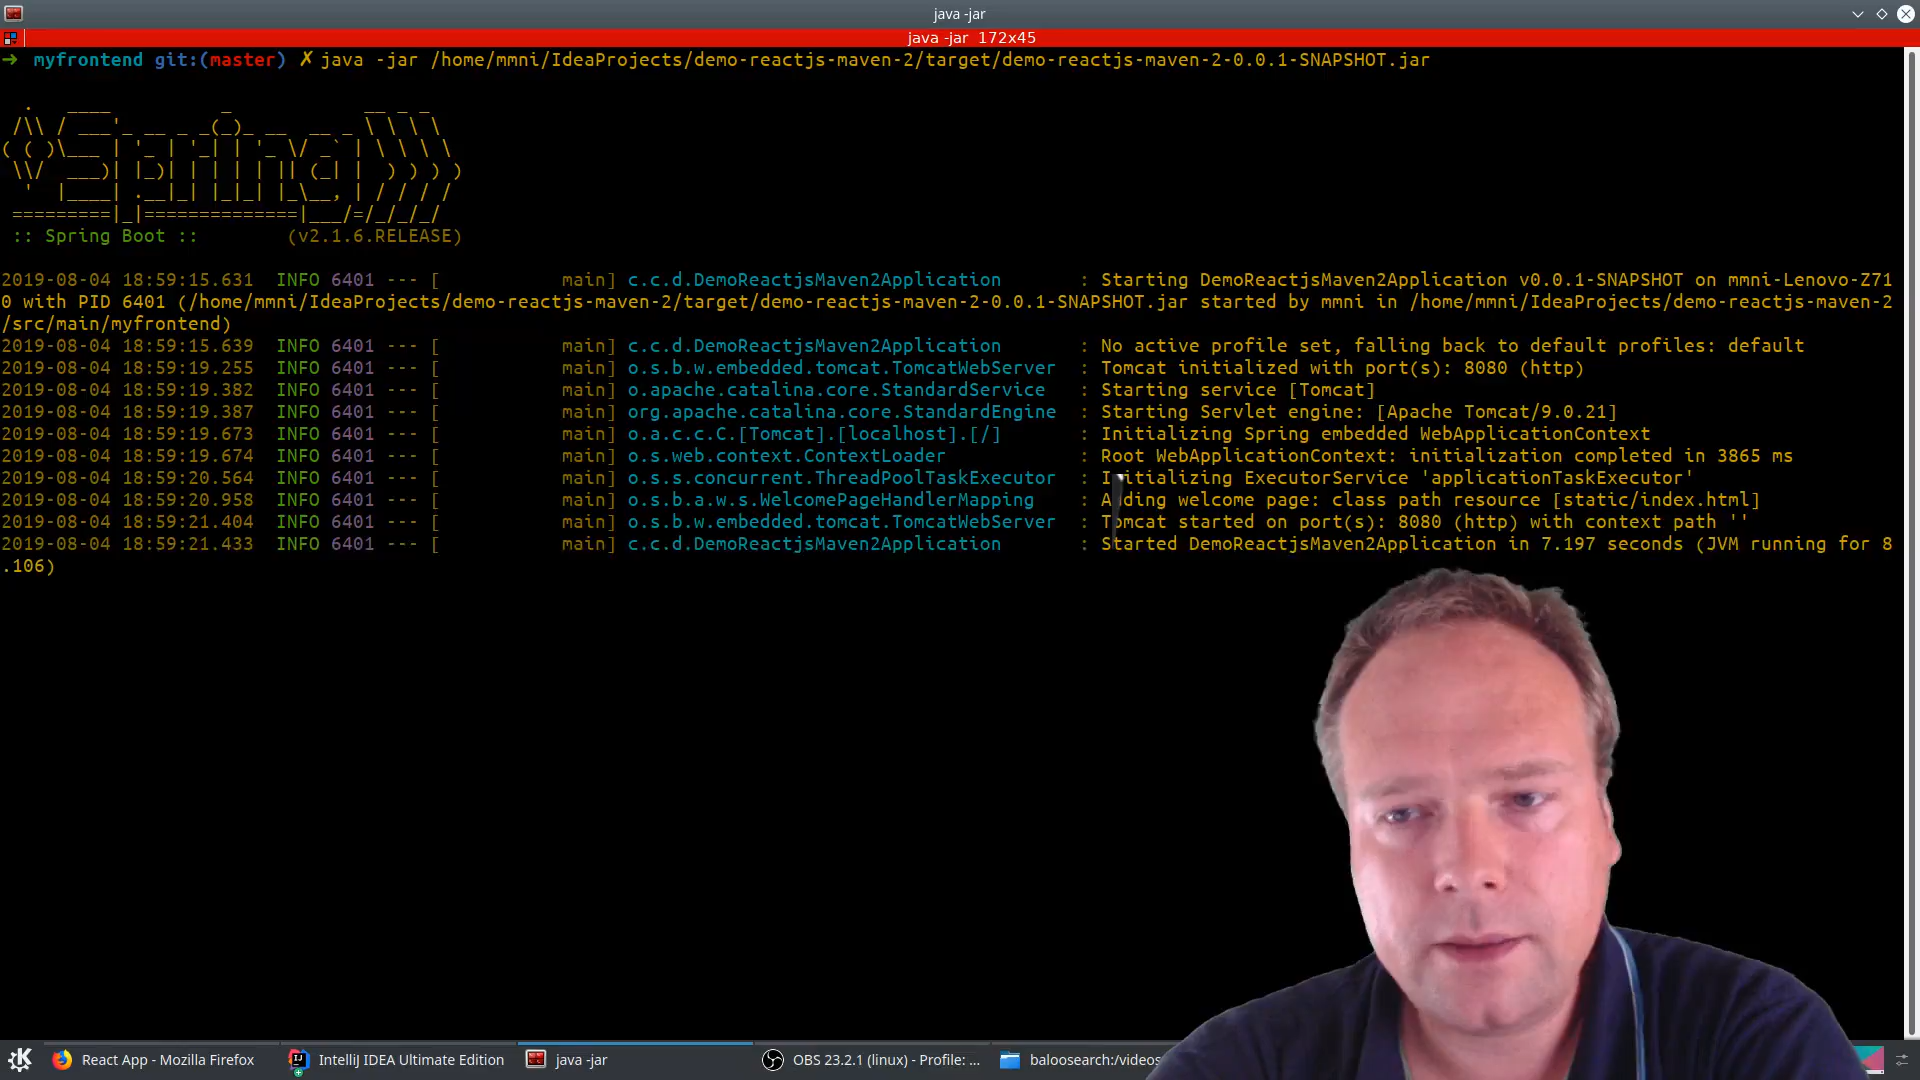 java -jar
java -jar 172x45
→ myfrontend git:(master) ✗ java -jar /home/mmni/IdeaProjects/demo-reactjs-maven-2/target/demo-reactjs-maven-2-0.0.1-SNAPSHOT.jar
Spring
:: Spring Boot :: (v2.1.6.RELEASE)
2019-08-04 18:59:15.631 INFO 6401 --- [ main] c.c.d.DemoReactjsMaven2Application : Starting DemoReactjsMaven2Application v0.0.1-SNAPSHOT on mmni-Lenovo-Z71
0 with PID 6401 (/home/mmni/IdeaProjects/demo-reactjs-maven-2/target/demo-reactjs-maven-2-0.0.1-SNAPSHOT.jar started by mmni in /home/mmni/IdeaProjects/demo-reactjs-maven-2
/src/main/myfrontend)
2019-08-04 18:59:15.639 INFO 6401 --- [ main] c.c.d.DemoReactjsMaven2Application : No active profile set, falling back to default profiles: default
2019-08-04 18:59:19.255 INFO 6401 --- [ main] o.s.b.w.embedded.tomcat.TomcatWebServer : Tomcat initialized with port(s): 8080 (http)
2019-08-04 18:59:19.382 INFO 6401 --- [ main] o.apache.catalina.core.StandardService : Starting service [Tomcat]
2019-08-04 18:59:19.387 INFO 6401 --- [ main] org.apache.catalina.core.StandardEngine : Starting Servlet engine: [Apache Tomcat/9.0.21]
2019-08-04 18:59:19.673 INFO 6401 --- [ main] o.a.c.c.C.[Tomcat].[localhost].[/] : Initializing Spring embedded WebApplicationContext
2019-08-04 18:59:19.674 INFO 6401 --- [ main] o.s.web.context.ContextLoader : Root WebApplicationContext: initialization completed in 3865 ms
2019-08-04 18:59:20.564 INFO 6401 --- [ main] o.s.s.concurrent.ThreadPoolTaskExecutor : Initializing ExecutorService 'applicationTaskExecutor'
2019-08-04 18:59:20.958 INFO 6401 --- [ main] o.s.b.a.w.s.WelcomePageHandlerMapping : Adding welcome page: class path resource [static/index.html]
2019-08-04 18:59:21.404 INFO 6401 --- [ main] o.s.b.w.embedded.tomcat.TomcatWebServer : Tomcat started on port(s): 8080 (http) with context path ''
2019-08-04 18:59:21.433 INFO 6401 --- [ main] c.c.d.DemoReactjsMaven2Application : Started DemoReactjsMaven2Application in 7.197 seconds (JVM running for 8
.106)
React App - Mozilla Firefox
IntelliJ IDEA Ultimate Edition
java -jar
OBS 23.2.1 (linux) - Profile: ...
baloosearch:/videos